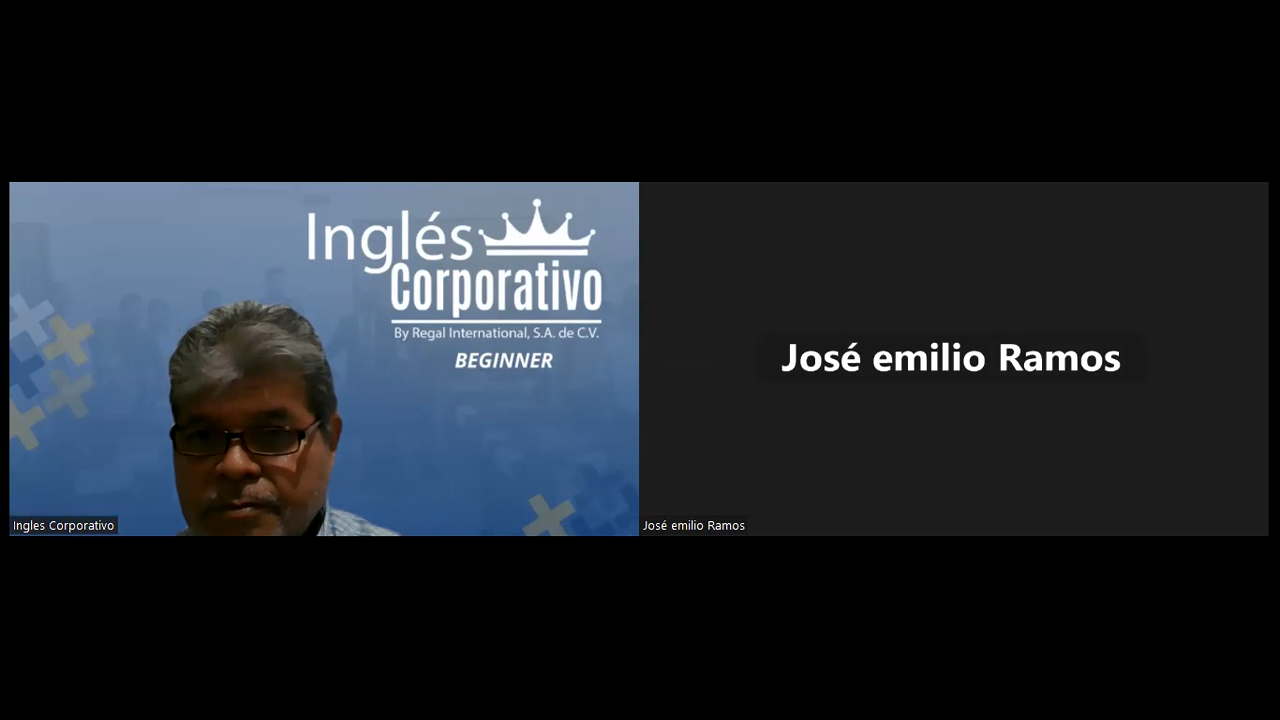 Inglés
Corporativo
By Regal International, S.A. de C.V.
BEGINNER
José emilio Ramos
Ingles Corporativo
José emilio Ramos